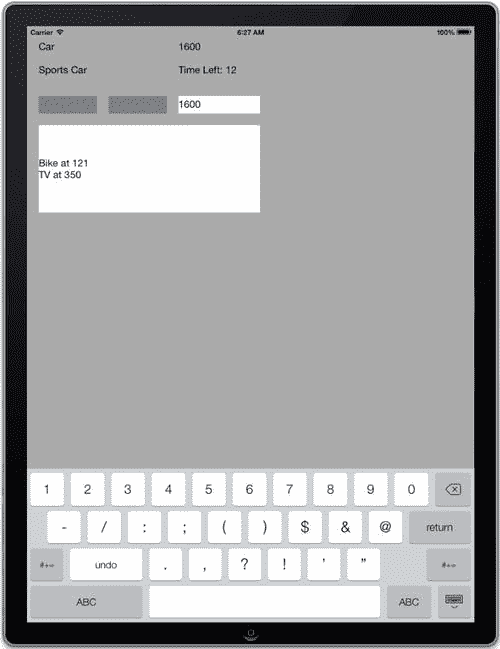 Carrier 6:27 AM 100%
Car 1600
Sports Car Time Left: 12
1600
Bike at 121
TV at 350
1 2 3 4 5 6 7 8 9 0
- / : ; ( ) $ & @ return
#+= undo . , ? ! ' " #+=
ABC ABC